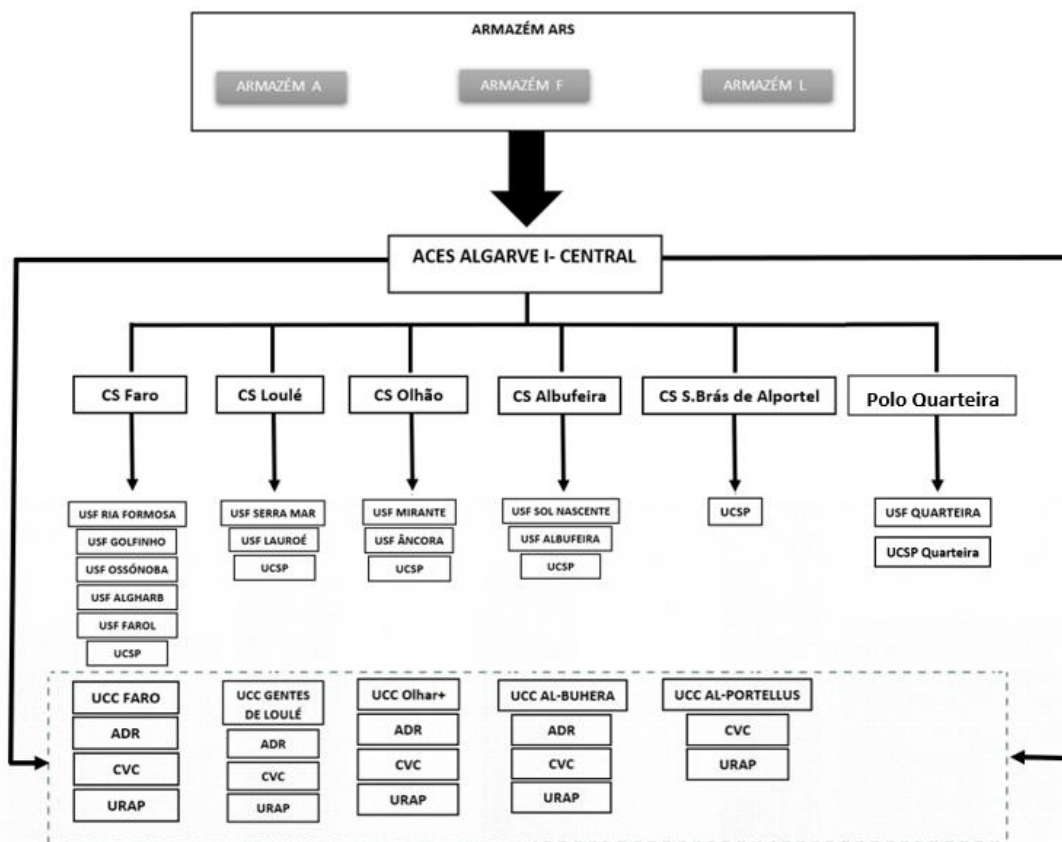 ARMAZÉM ARS
ARMAZÉM A
ARMAZÉM F
ARMAZÉM L
ACES ALGARVE I- CENTRAL
CS Faro
CS Loulé
CS Olhão
CS Albufeira
CS S.Brás de Alportel
Polo Quarteira
USF RIA FORMOSA
USF GOLFINHO
USF OSSÓNOBA
USF ALGHARB
USF FAROL
UCSP
USF SERRA MAR
USF LAUROÉ
UCSP
USF MIRANTE
USF ÂNCORA
UCSP
USF SOL NASCENTE
USF ALBUFEIRA
UCSP
UCSP
USF QUARTEIRA
UCSP Quarteira
UCC FARO
ADR
CVC
URAP
UCC GENTES
DE LOULÉ
ADR
CVC
URAP
UCC Olhar+
ADR
CVC
URAP
UCC AL-BUHERA
ADR
CVC
URAP
UCC AL-PORTELLUS
CVC
URAP